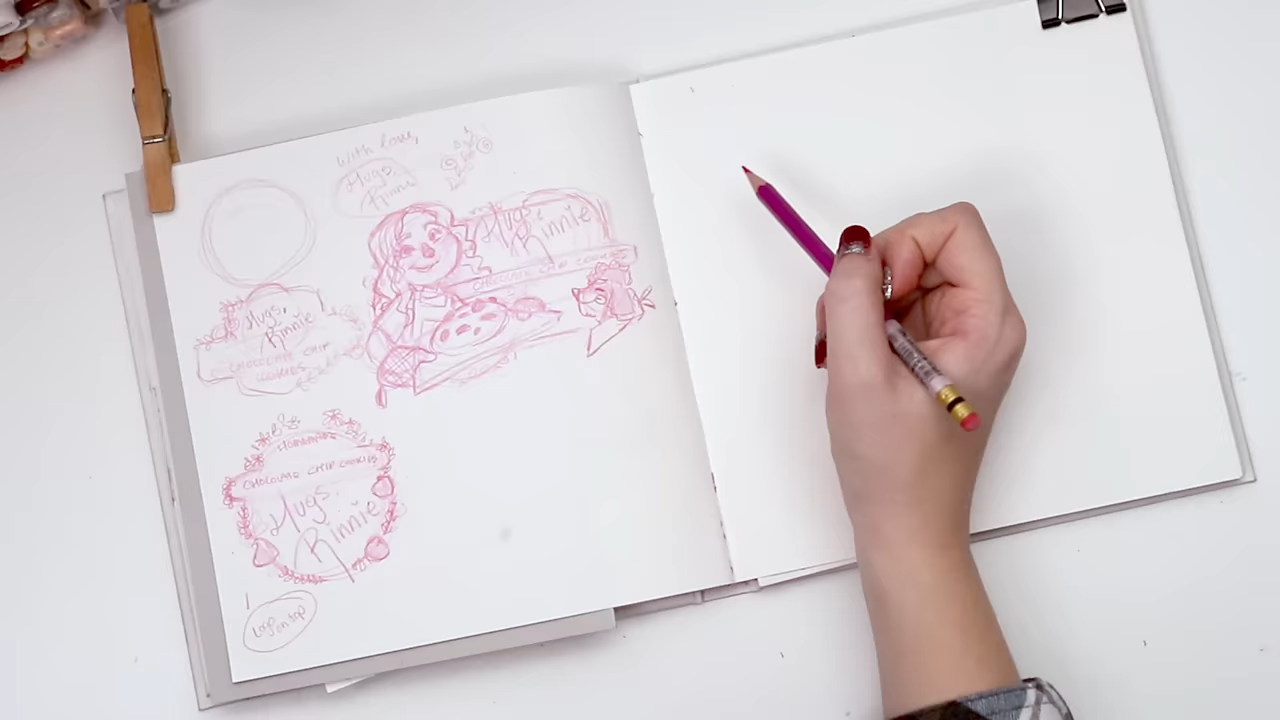 with love,
Hugs,
Rinnie
Hugs,
Rinnie
CHOCOLATE CHIP COOKIES
Hugs,
Rinnie
CHOCOLATE CHIP
COOKIES
HOMEMADE
CHOCOLATE CHIP COOKIES
Hugs,
Rinnie
Logo on top